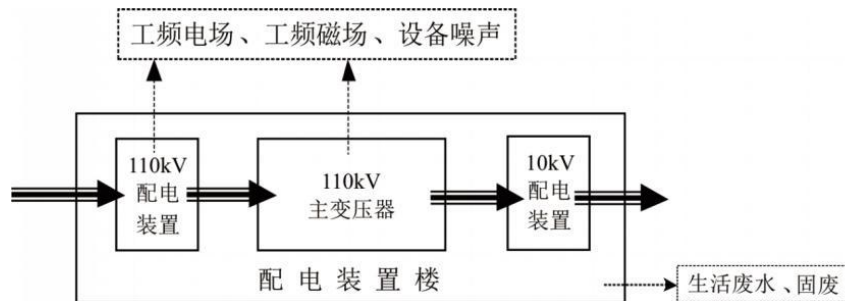 工频电场、工频磁场、设备噪声
110kV
配电
装置
110kV
主变压器
10kV
配电
装置
配电装置楼
生活废水、固废